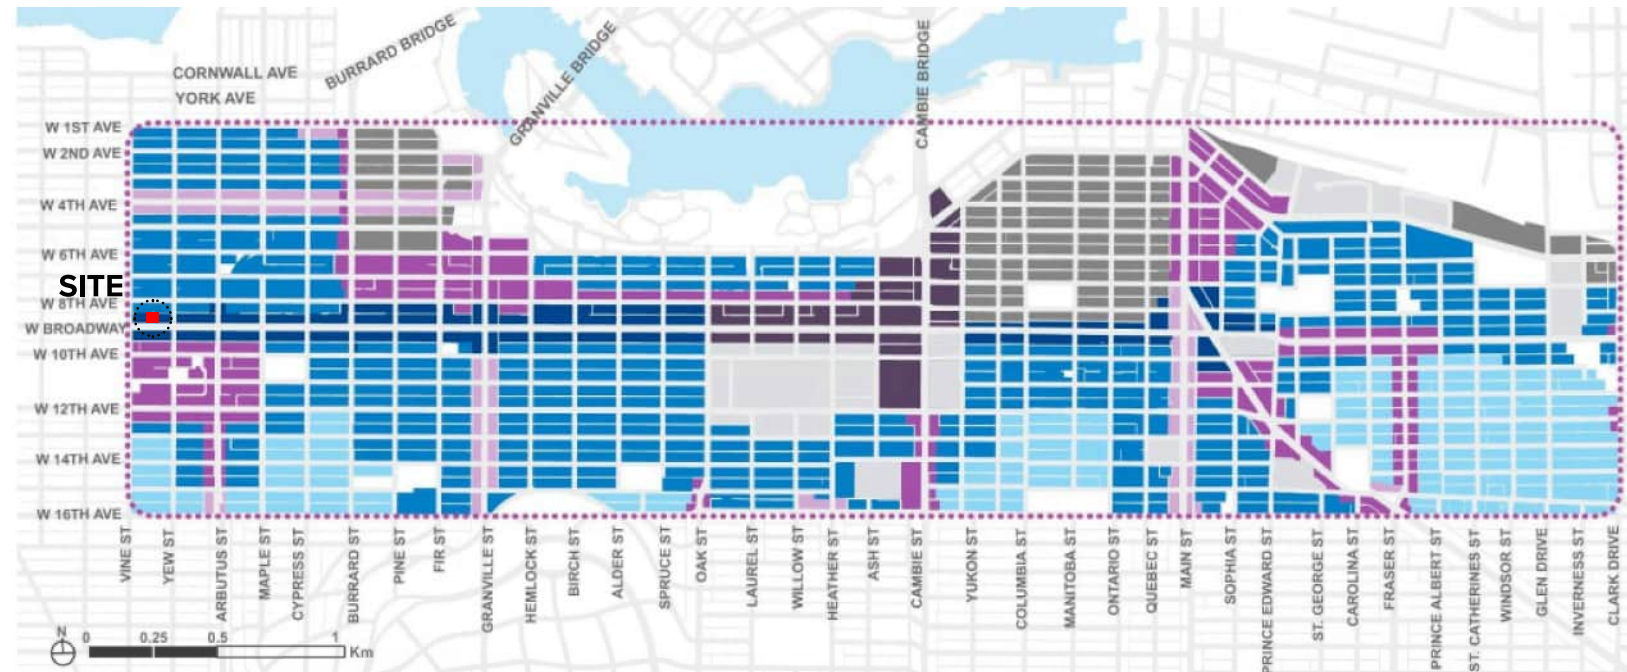 CORNWALL AVE
YORK AVE
BURRARD BRIDGE
GRANVILLE BRIDGE
CAMBIE BRIDGE
W 1ST AVE
W 2ND AVE
W 4TH AVE
W 6TH AVE
SITE
W 8TH AVE
W BROADWAY
W 10TH AVE
W 12TH AVE
W 14TH AVE
W 16TH AVE
VINE ST
YEW ST
ARBUTUS ST
MAPLE ST
CYPRESS ST
BURRARD ST
PINE ST
FIR ST
GRANVILLE ST
HEMLOCK ST
BIRCH ST
ALDER ST
SPRUCE ST
OAK ST
LAUREL ST
WILLOW ST
HEATHER ST
ASH ST
CAMBIE ST
YUKON ST
COLUMBIA ST
MANITOBA ST
ONTARIO ST
QUEBEC ST
MAIN ST
SOPHIA ST
PRINCE EDWARD ST
ST. GEORGE ST
CAROLINA ST
FRASER ST
PRINCE ALBERT ST
ST. CATHERINES ST
WINDSOR ST
GLEN DRIVE
INVERNESS ST
CLARK DRIVE
N
0 0.25 0.5 1
Km